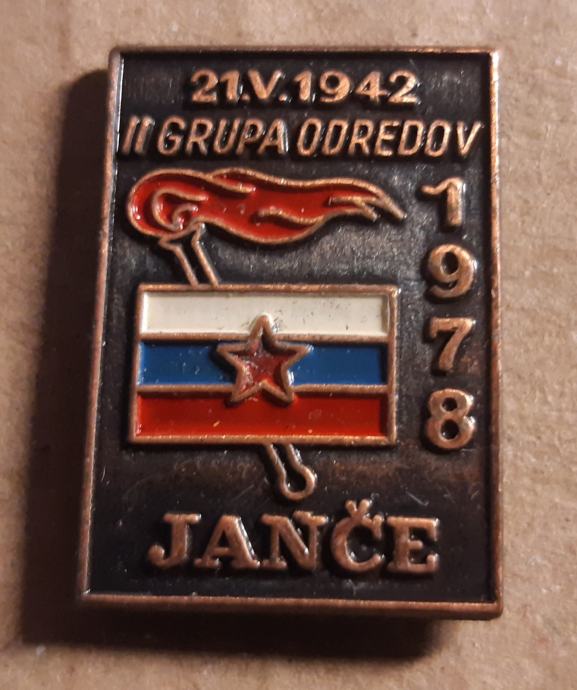 21.V.1942
II GRUPA ODREDOV
1978
JANČE